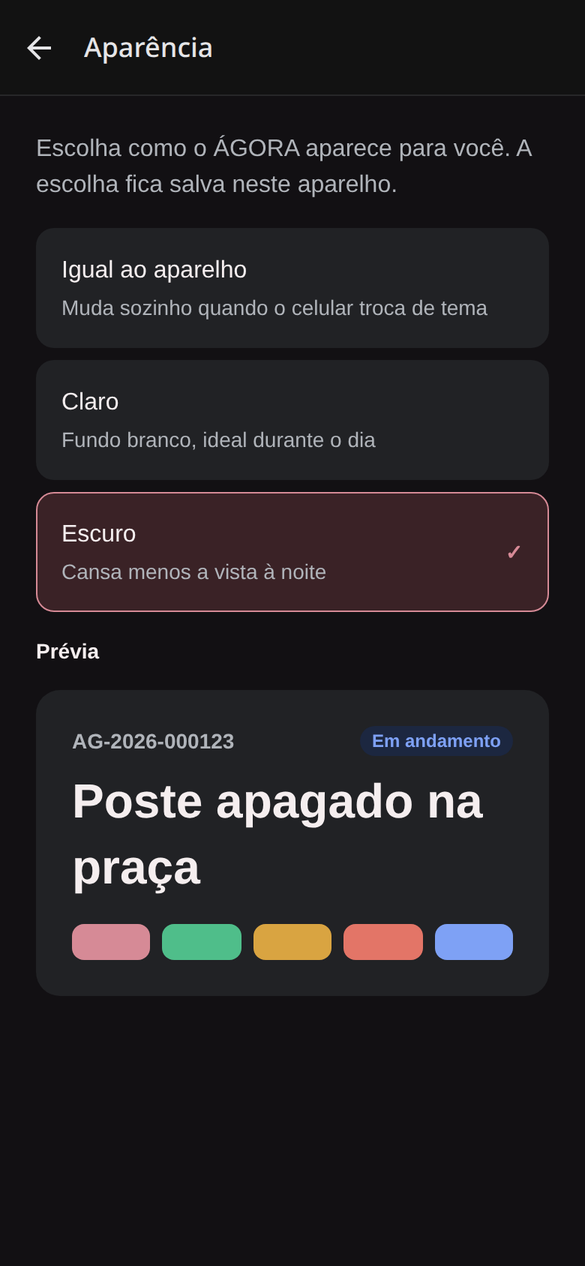 Aparência
Escolha como o ÁGORA aparece para você. A
escolha fica salva neste aparelho.
Igual ao aparelho
Muda sozinho quando o celular troca de tema
Claro
Fundo branco, ideal durante o dia
Escuro
Cansa menos a vista à noite
✓
Prévia
AG-2026-000123
Em andamento
Poste apagado na
praça